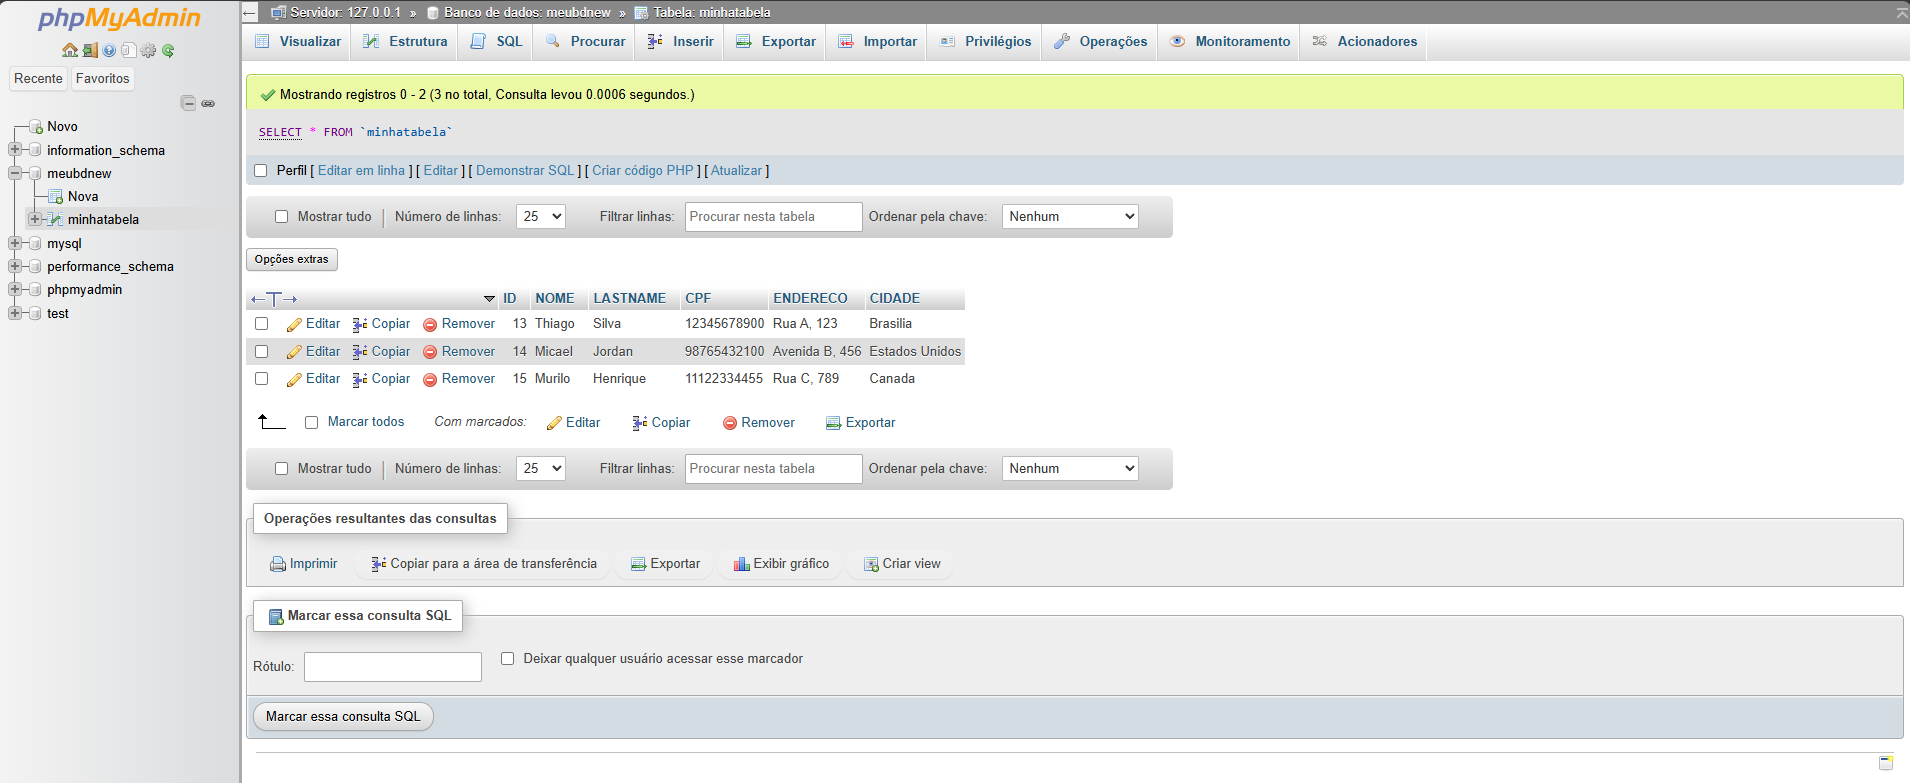 phpMyAdmin
Recente Favoritos
Novo
information_schema
meubdnew
Nova
minhatabela
mysql
performance_schema
phpmyadmin
test
Servidor: 127.0.0.1 » Banco de dados: meubdnew » Tabela: minhatabela
Visualizar Estrutura SQL Procurar Inserir Exportar Importar Privilégios Operações Monitoramento Acionadores
Mostrando registros 0 - 2 (3 no total, Consulta levou 0.0006 segundos.)
SELECT * FROM `minhatabela`
Perfil [ Editar em linha ] [ Editar ] [ Demonstrar SQL ] [ Criar código PHP ] [ Atualizar ]
Mostrar tudo | Número de linhas: 25 Filtrar linhas: Procurar nesta tabela Ordenar pela chave: Nenhum
Opções extras
←T→ ID NOME LASTNAME CPF ENDERECO CIDADE
Editar Copiar Remover 13 Thiago Silva 12345678900 Rua A, 123 Brasilia
Editar Copiar Remover 14 Micael Jordan 98765432100 Avenida B, 456 Estados Unidos
Editar Copiar Remover 15 Murilo Henrique 11122334455 Rua C, 789 Canada
Marcar todos Com marcados: Editar Copiar Remover Exportar
Mostrar tudo | Número de linhas: 25 Filtrar linhas: Procurar nesta tabela Ordenar pela chave: Nenhum
Operações resultantes das consultas
Imprimir Copiar para a área de transferência Exportar Exibir gráfico Criar view
Marcar essa consulta SQL
Rótulo: Deixar qualquer usuário acessar esse marcador
Marcar essa consulta SQL